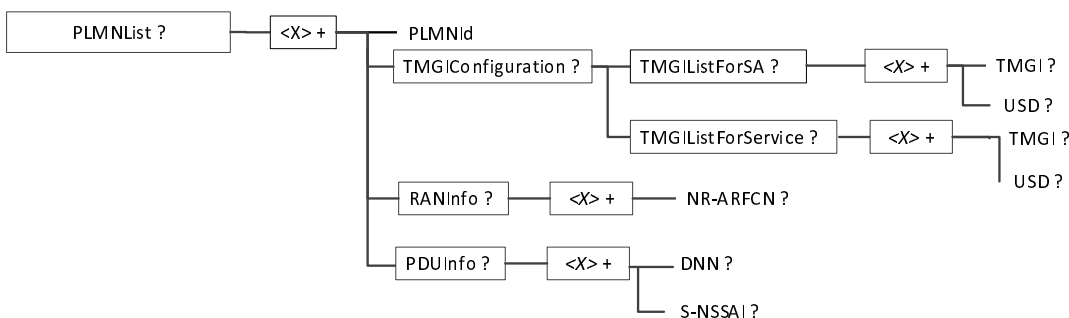 PLMNList ?
<X> +
PLMNId
TMGIConfiguration ?
TMGIListForSA ?
<X> +
TMGI ?
USD ?
TMGIListForService ?
<X> +
TMGI ?
USD ?
RANInfo ?
<X> +
NR-ARFCN ?
PDUInfo ?
<X> +
DNN ?
S-NSSAI ?